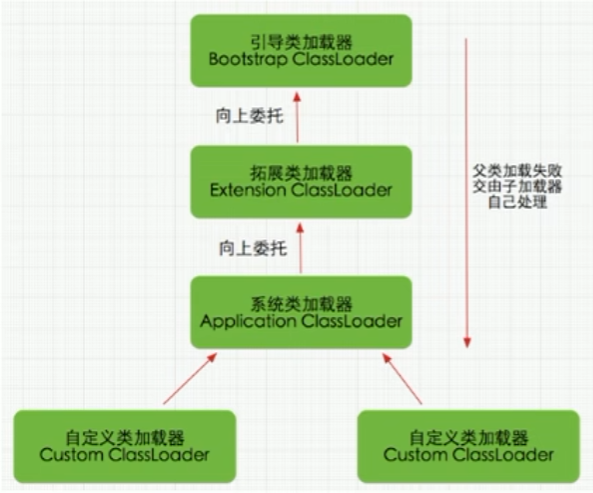 引导类加载器
Bootstrap ClassLoader
向上委托
拓展类加载器
Extension ClassLoader
父类加载失败
交由子加载器
自己处理
向上委托
系统类加载器
Application ClassLoader
自定义类加载器
Custom ClassLoader
自定义类加载器
Custom ClassLoader